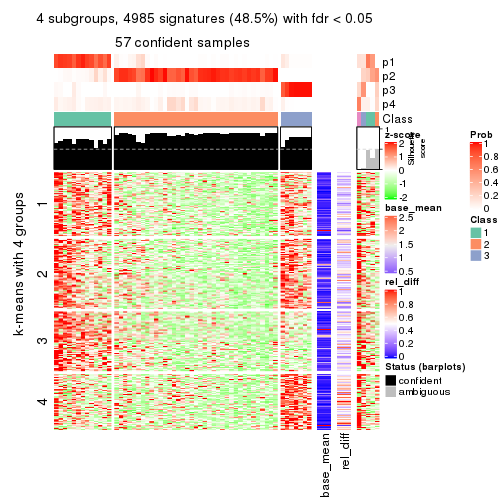 4 subgroups, 4985 signatures (48.5%) with fdr < 0.05
57 confident samples
p1
p2
p3
p4
Class
1
Silhouette
score
k-means with 4 groups
1
2
3
4
base_mean
rel_diff
z-score
2
1
0
-1
-2
base_mean
2.5
1.5
0.5
rel_diff
1
0.8
0.6
0.4
0.2
0
Status (barplots)
confident
ambiguous
Prob
1
0.8
0.6
0.4
0.2
0
Class
1
2
3